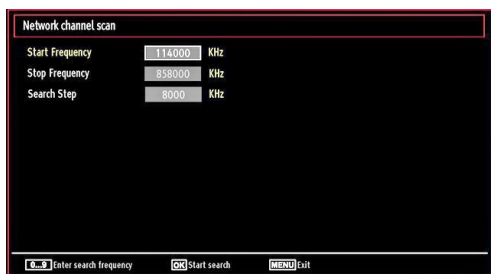 Network channel scan
Start Frequency 114000 KHz
Stop Frequency 858000 KHz
Search Step 8000 KHz
0...9 Enter search frequency OK Start search MENU Exit